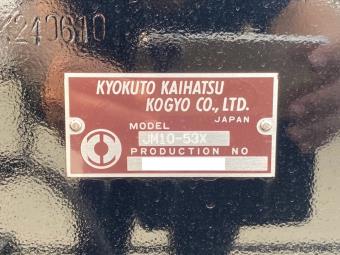 240610
KYOKUTO KAIHATSU
KOGYO CO., LTD.
JAPAN
MODEL
JM10-53X
PRODUCTION NO